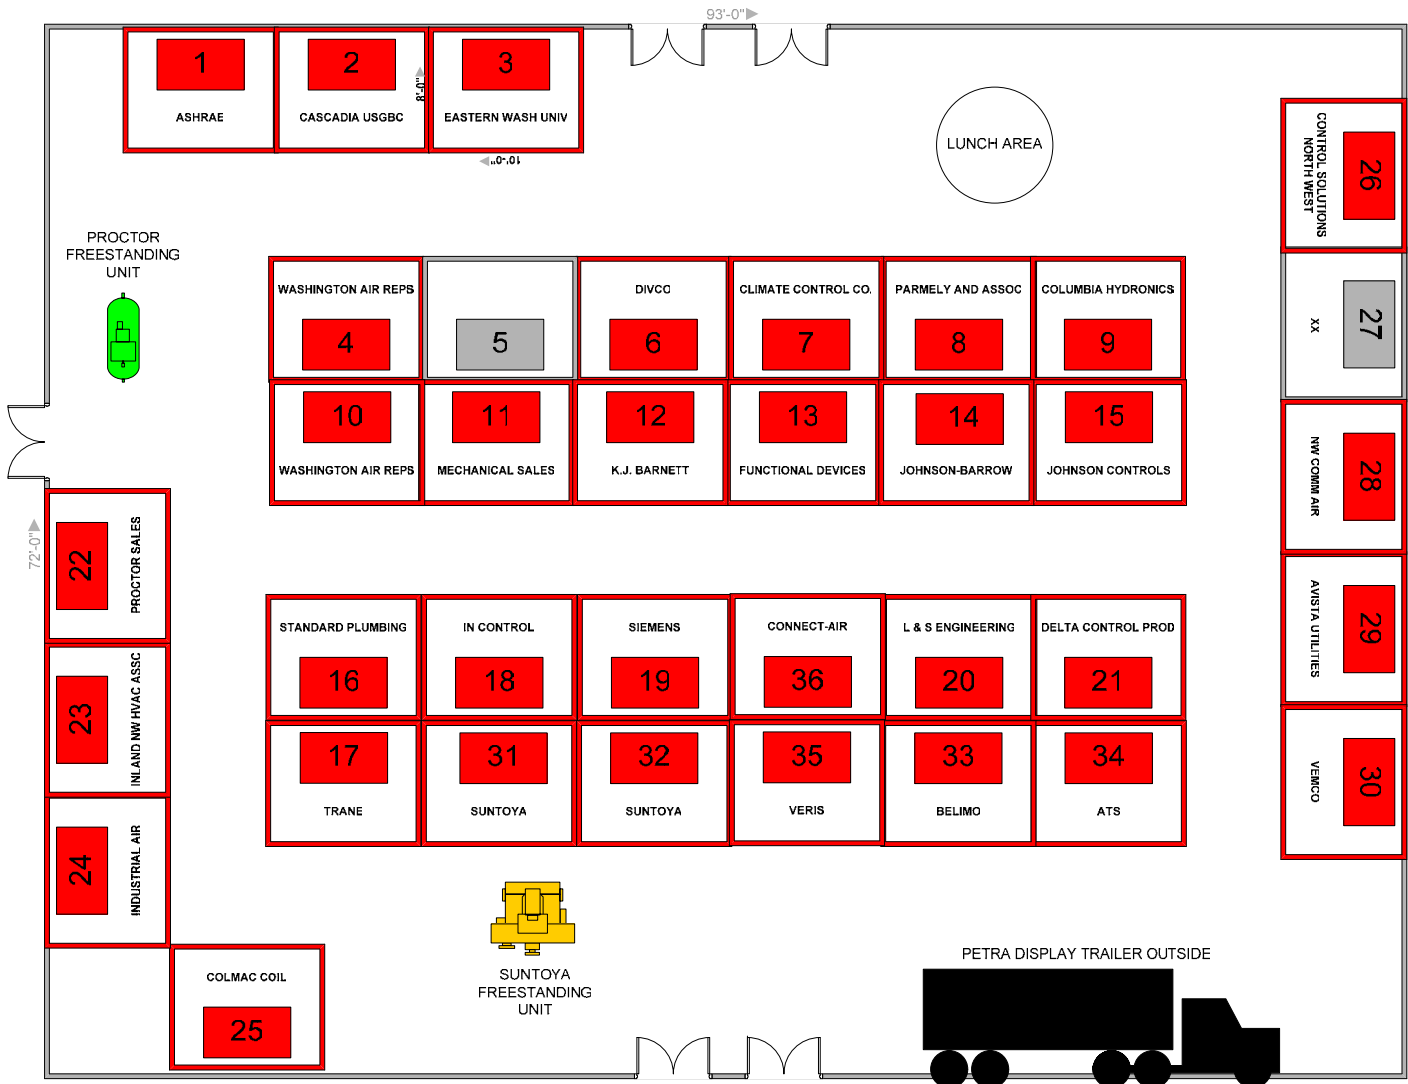 93'-0"
1
2
3
8'-0"
ASHRAE
CASCADIA USGBC
EASTERN WASH UNIV
10'-0"
LUNCH AREA
CONTROL SOLUTIONS
NORTH WEST
26
PROCTOR
FREESTANDING
UNIT
WASHINGTON AIR REPS
DIVCO
CLIMATE CONTROL CO.
PARMELY AND ASSOC
COLUMBIA HYDRONICS
4
5
6
7
8
9
XX
27
10
11
12
13
14
15
WASHINGTON AIR REPS
MECHANICAL SALES
K.J. BARNETT
FUNCTIONAL DEVICES
JOHNSON-BARROW
JOHNSON CONTROLS
NW COMM AIR
28
72'-0"
22
PROCTOR SALES
STANDARD PLUMBING
IN CONTROL
SIEMENS
CONNECT-AIR
L & S ENGINEERING
DELTA CONTROL PROD
AVISTA UTILITIES
29
16
18
19
36
20
21
23
INLAND NW HVAC ASSC
17
31
32
35
33
34
TRANE
SUNTOYA
SUNTOYA
VERIS
BELIMO
ATS
VEMCO
30
24
INDUSTRIAL AIR
COLMAC COIL
25
SUNTOYA
FREESTANDING
UNIT
PETRA DISPLAY TRAILER OUTSIDE